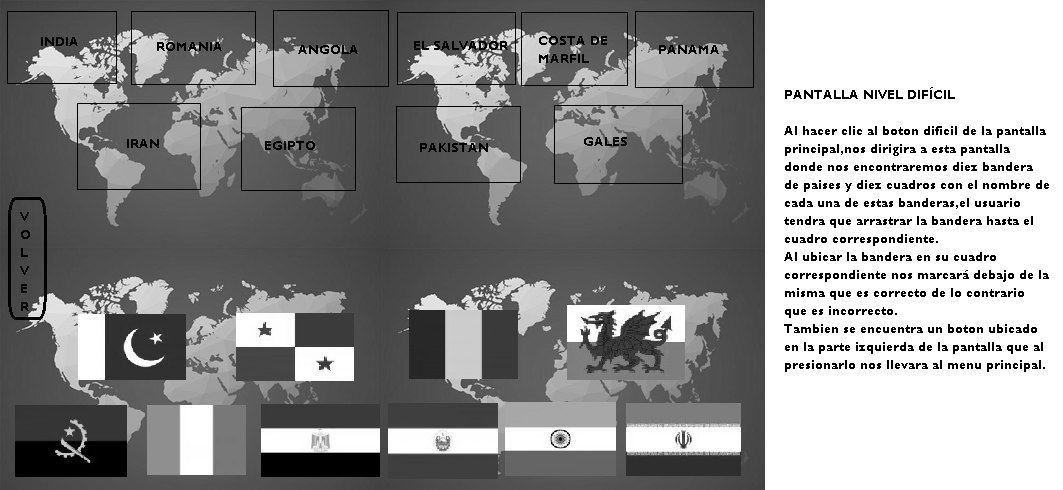 INDIA
ROMANIA
ANGOLA
EL SALVADOR
COSTA DE
MARFIL
PANAMA
IRAN
EGIPTO
PAKISTAN
GALES
VOLVER
PANTALLA NIVEL DIFÍCIL
Al hacer clic al boton dificil de la pantalla
principal,nos dirigira a esta pantalla
donde nos encontraremos diez bandera
de paises y diez cuadros con el nombre de
cada una de estas banderas,el usuario
tendra que arrastrar la bandera hasta el
cuadro correspondiente.
Al ubicar la bandera en su cuadro
correspondiente nos marcará debajo de la
misma que es correcto de lo contrario
que es incorrecto.
Tambien se encuentra un boton ubicado
en la parte izquierda de la pantalla que al
presionarlo nos llevara al menu principal.